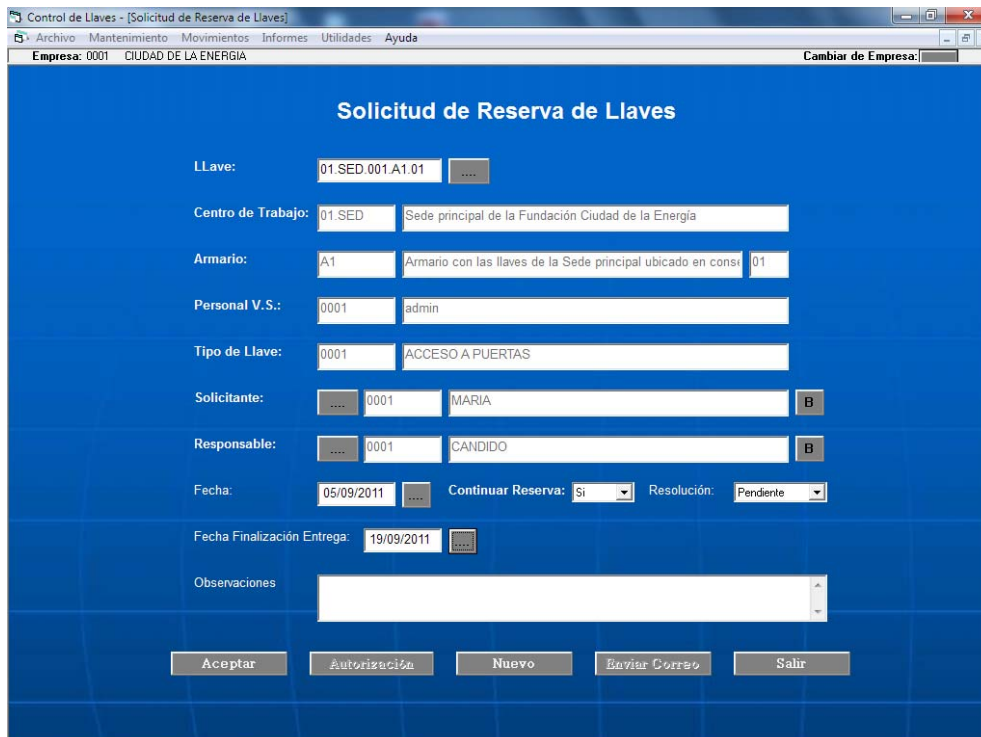 Control de Llaves - [Solicitud de Reserva de Llaves]
Archivo Mantenimiento Movimientos Informes Utilidades Ayuda
Empresa: 0001 CIUDAD DE LA ENERGIA Cambiar de Empresa:
Solicitud de Reserva de Llaves
LLave: 01.SED.001.A1.01 ....
Centro de Trabajo: 01.SED Sede principal de la Fundación Ciudad de la Energía
Armario: A1 Armario con las llaves de la Sede principal ubicado en conse 01
Personal V.S.: 0001 admin
Tipo de Llave: 0001 ACCESO A PUERTAS
Solicitante: .... 0001 MARIA B
Responsable: .... 0001 CANDIDO B
Fecha: 05/09/2011 .... Continuar Reserva: Si Resolución: Pendiente
Fecha Finalización Entrega: 19/09/2011 ....
Observaciones
Aceptar Autorización Nuevo Enviar Correo Salir